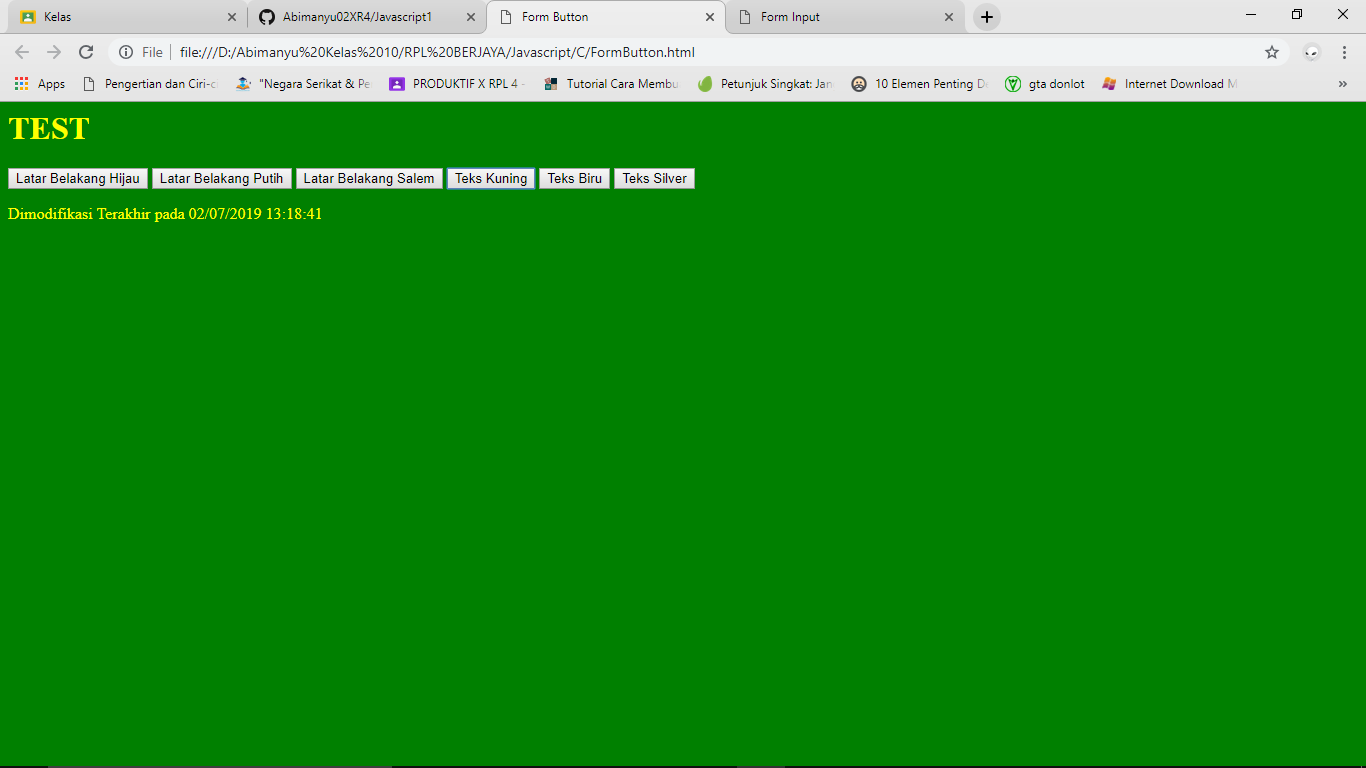 Kelas
Abimanyu02XR4/Javascript1
Form Button
Form Input
File
file:///D:/Abimanyu%20Kelas%2010/RPL%20BERJAYA/Javascript/C/FormButton.html
Apps
Pengertian dan Ciri-c
"Negara Serikat & Pe
PRODUKTIF X RPL 4 -
Tutorial Cara Membu
Petunjuk Singkat: Jan
10 Elemen Penting De
gta donlot
Internet Download M
TEST
Latar Belakang Hijau Latar Belakang Putih Latar Belakang Salem Teks Kuning Teks Biru Teks Silver
Dimodifikasi Terakhir pada 02/07/2019 13:18:41